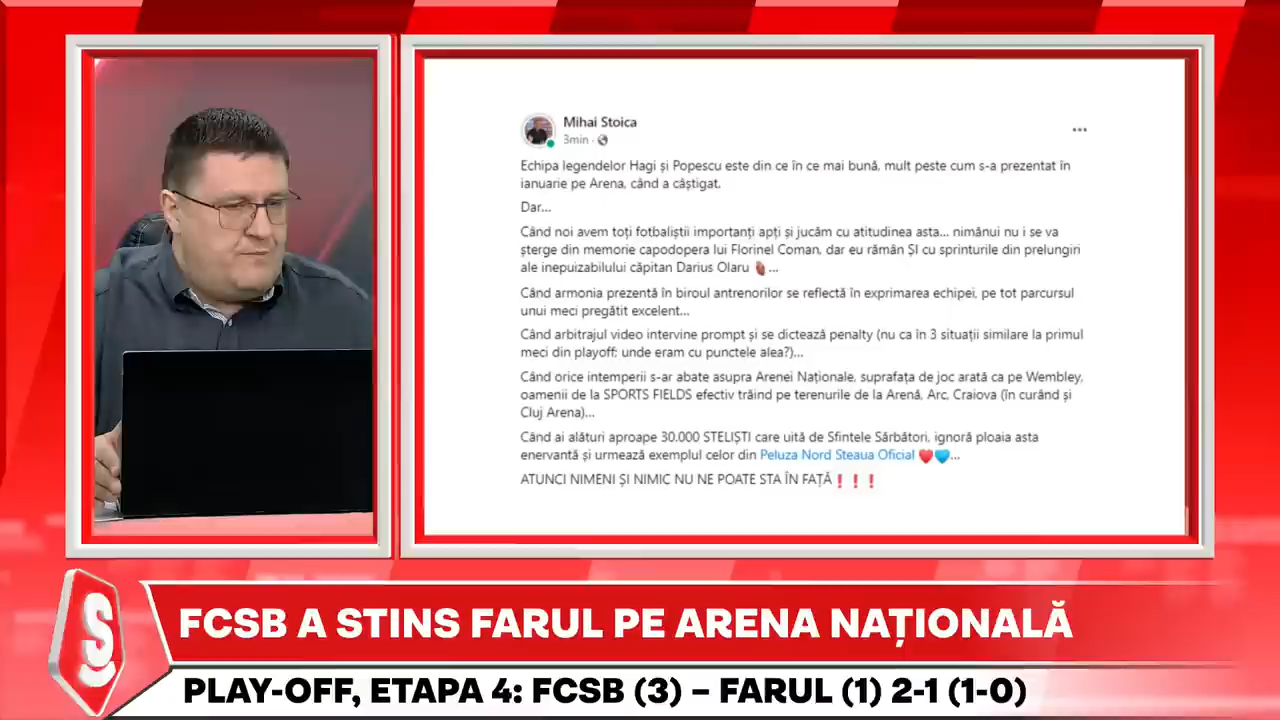 Mihai Stoica
3min ·
Echipa legendelor Hagi și Popescu este din ce în ce mai bună, mult peste cum s-a prezentat în
ianuarie pe Arena, când a câștigat.
Dar...
Când noi avem toți fotbaliștii importanți apți și jucăm cu atitudinea asta... nimănui nu i se va
șterge din memorie capodopera lui Florinel Coman, dar eu rămân ȘI cu sprinturile din prelungiri
ale inepuizabilului căpitan Darius Olaru 🫀...
Când armonia prezentă în biroul antrenorilor se reflectă în exprimarea echipei, pe tot parcursul
unui meci pregătit excelent...
Când arbitrajul video intervine prompt și se dictează penalty (nu ca în 3 situații similare la primul
meci din playoff; unde eram cu punctele alea?)...
Când orice intemperii s-ar abate asupra Arenei Naționale, suprafața de joc arată ca pe Wembley,
oamenii de la SPORTS FIELDS efectiv trăind pe terenurile de la Arenă, Arc, Craiova (în curând și
Cluj Arena)...
Când ai alături aproape 30.000 STELIȘTI care uită de Sfintele Sărbători, ignoră ploaia asta
enervantă și urmează exemplul celor din Peluza Nord Steaua Oficial ❤️💙...
ATUNCI NIMENI ȘI NIMIC NU NE POATE STA ÎN FAȚĂ❗❗❗
S
FCSB A STINS FARUL PE ARENA NAȚIONALĂ
PLAY-OFF, ETAPA 4: FCSB (3) – FARUL (1) 2-1 (1-0)